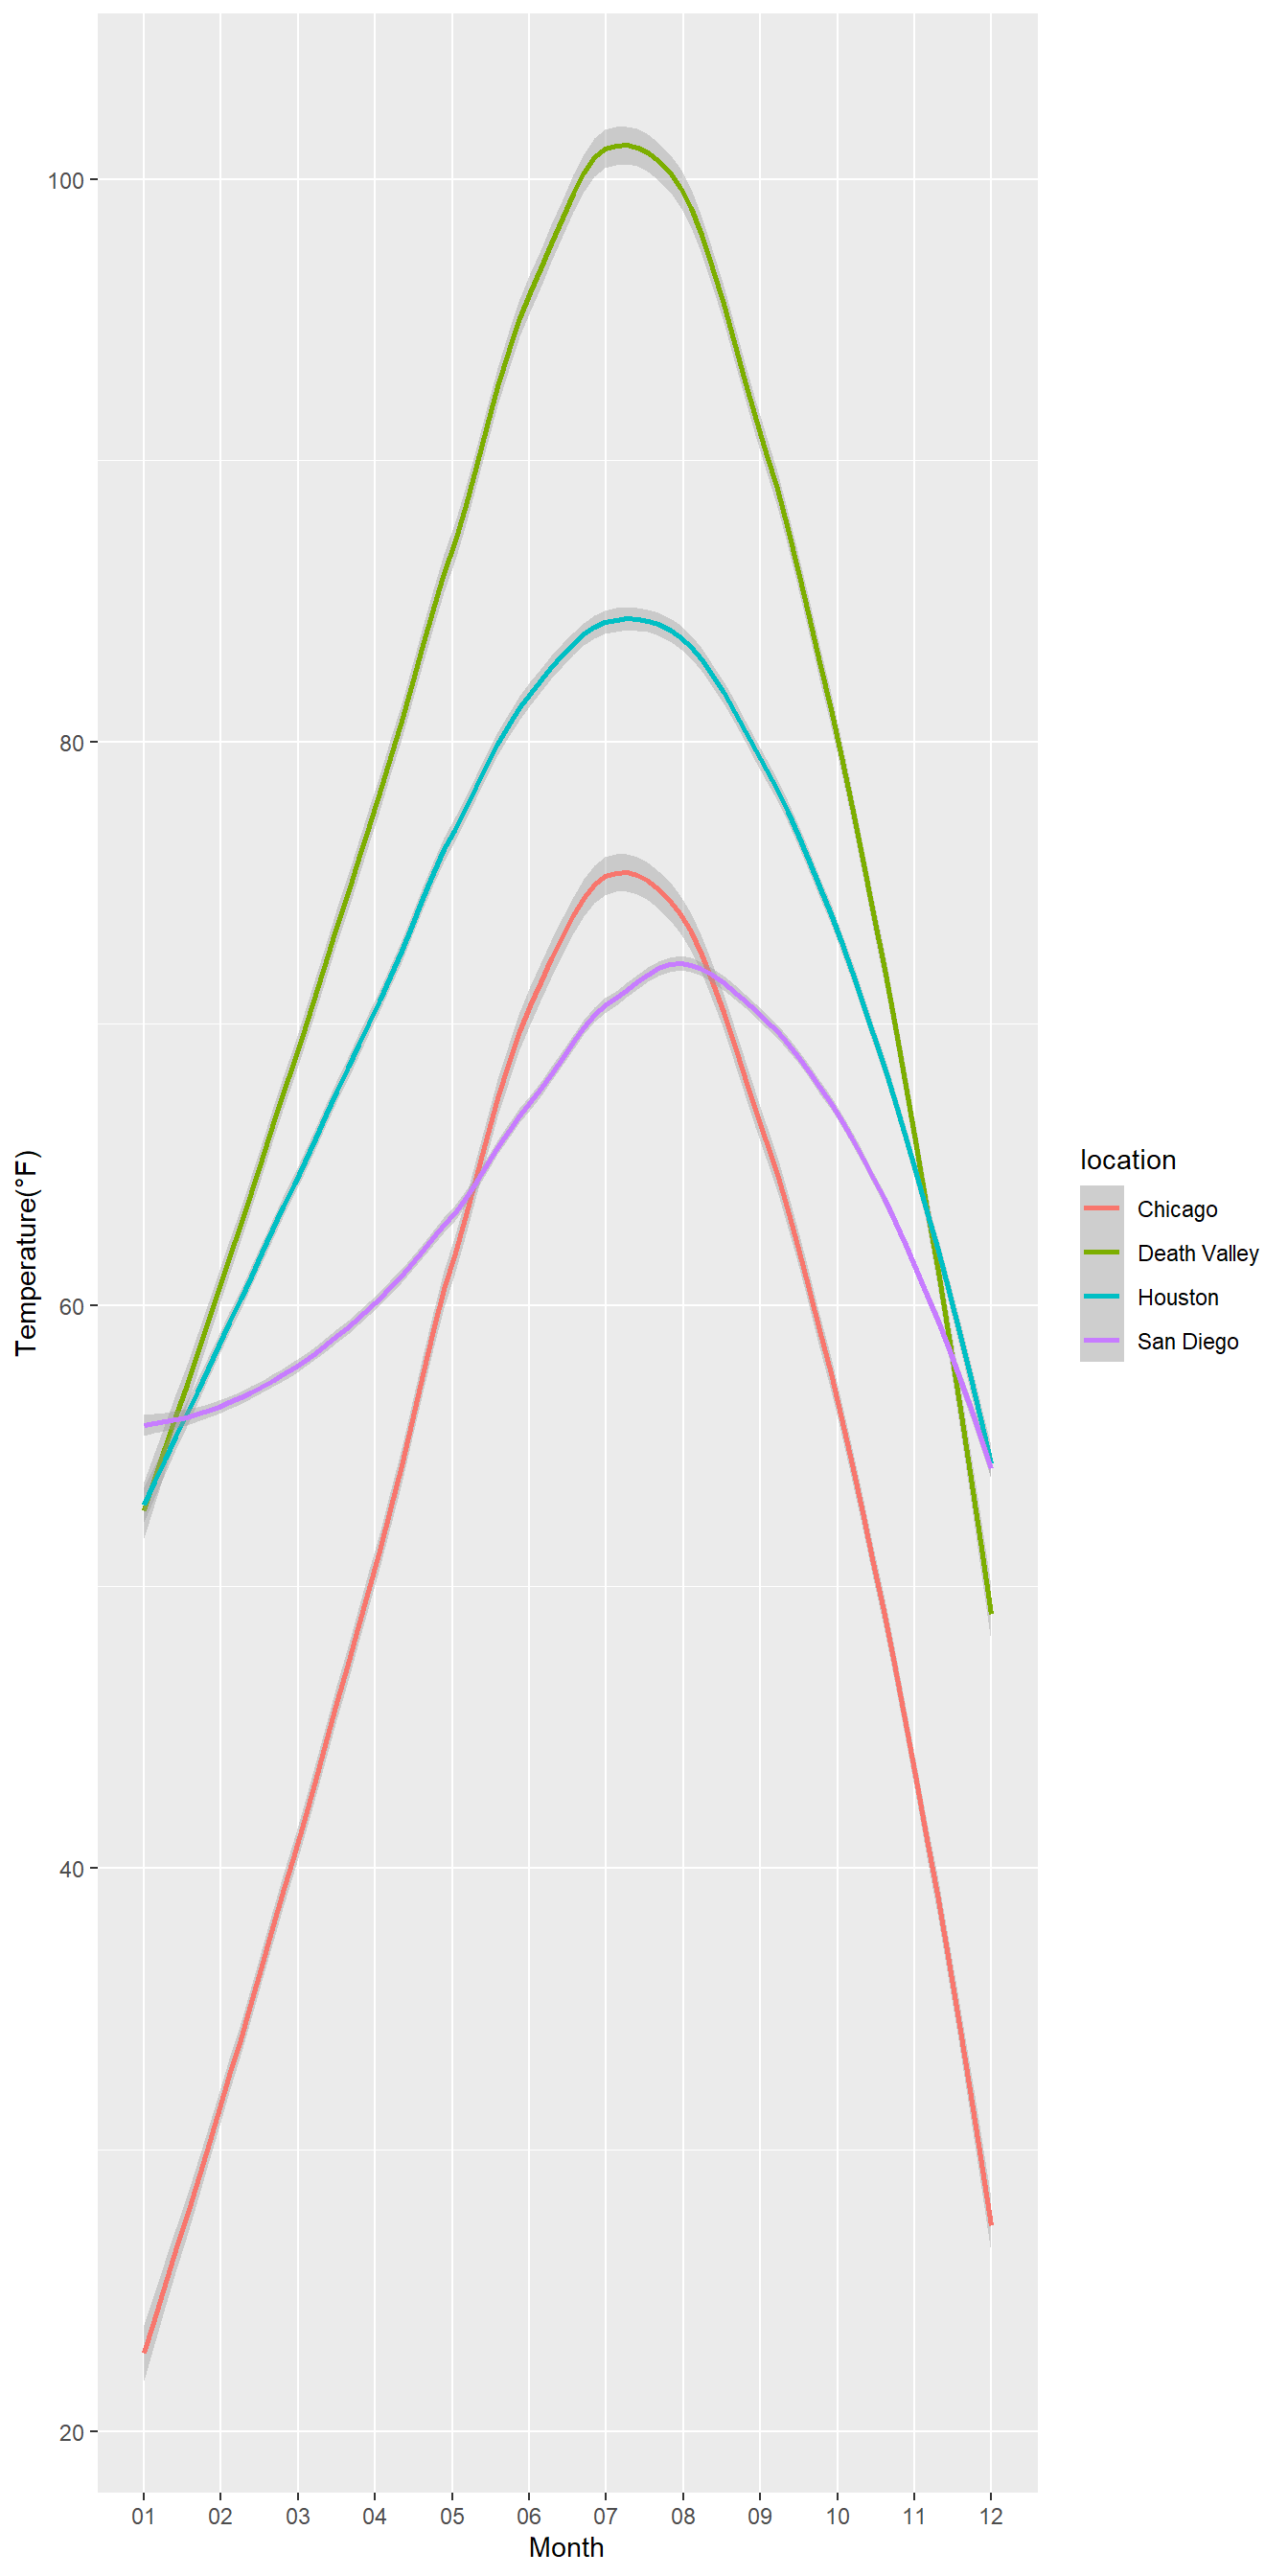 100
80
60
40
20
Temperature(°F)
01 02 03 04 05 06 07 08 09 10 11 12
Month
location
Chicago
Death Valley
Houston
San Diego